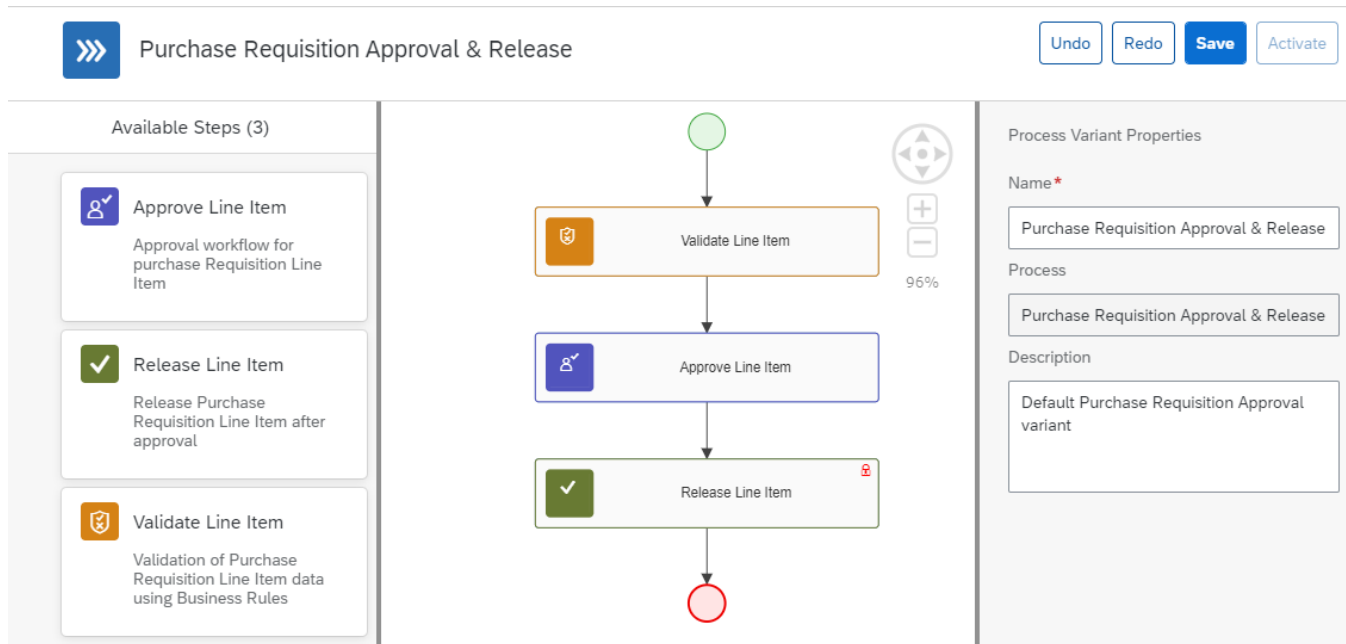 Purchase Requisition Approval & Release
Undo
Redo
Save
Activate
Available Steps (3)
Approve Line Item
Approval workflow for
purchase Requisition Line
Item
Release Line Item
Release Purchase
Requisition Line Item after
approval
Validate Line Item
Validation of Purchase
Requisition Line Item data
using Business Rules
Validate Line Item
Approve Line Item
Release Line Item
96%
Process Variant Properties
Name*
Purchase Requisition Approval & Release
Process
Purchase Requisition Approval & Release
Description
Default Purchase Requisition Approval
variant